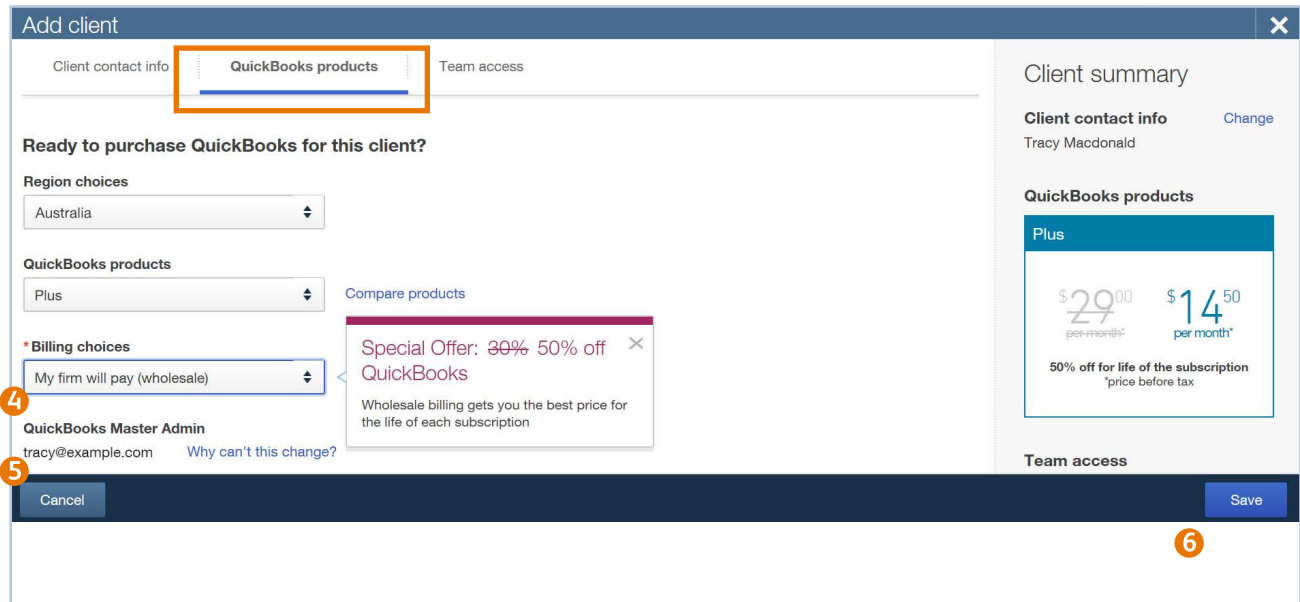 Add client
Client contact info
QuickBooks products
Team access
Ready to purchase QuickBooks for this client?
Region choices
Australia
QuickBooks products
Plus
Compare products
*Billing choices
My firm will pay (wholesale)
Special Offer: 30% 50% off
QuickBooks
Wholesale billing gets you the best price for
the life of each subscription
4
QuickBooks Master Admin
tracy@example.com Why can't this change?
5
Cancel
Client summary
Client contact info Change
Tracy Macdonald
QuickBooks products
Plus
$29.00 $14.50
per month* per month*
50% off for life of the subscription
*price before tax
Team access
Save
6